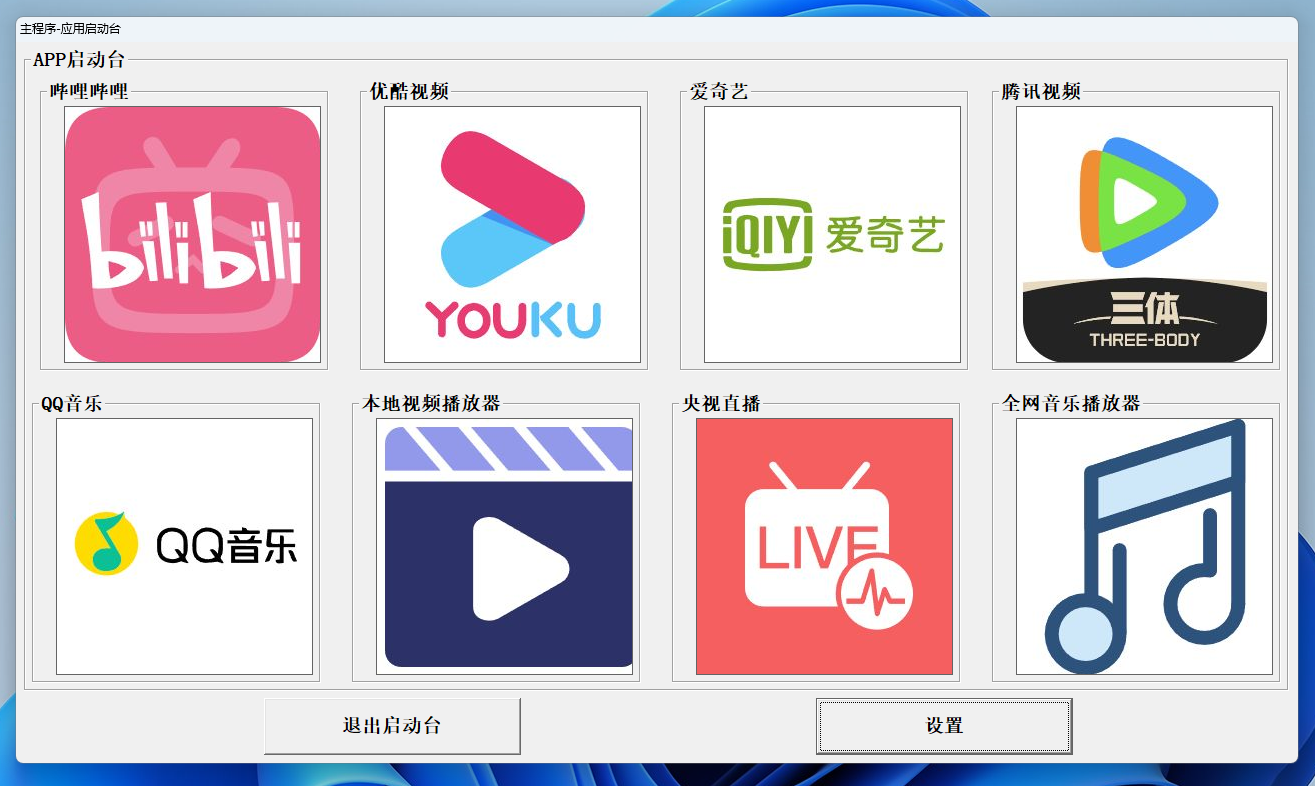 主程序-应用启动台
APP启动台
哔哩哔哩
优酷视频
爱奇艺
腾讯视频
bilibili
YOUKU
iQIYI 爱奇艺
三体
THREE-BODY
QQ音乐
本地视频播放器
央视直播
全网音乐播放器
QQ音乐
LIVE
退出启动台
设置